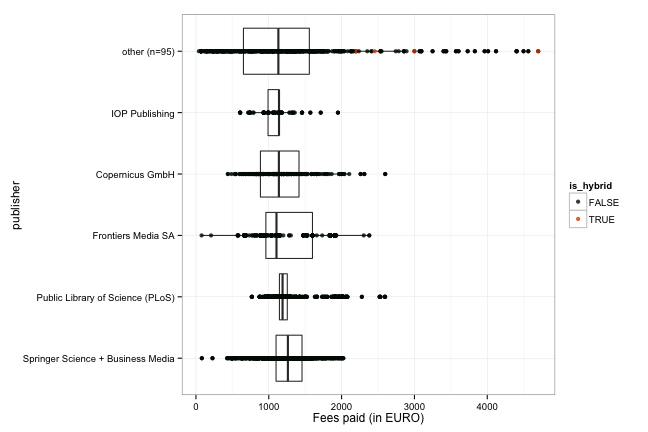 other (n=95)
IOP Publishing
Copernicus GmbH
Frontiers Media SA
Public Library of Science (PLoS)
Springer Science + Business Media
publisher
0 1000 2000 3000 4000
Fees paid (in EURO)
is_hybrid
FALSE
TRUE